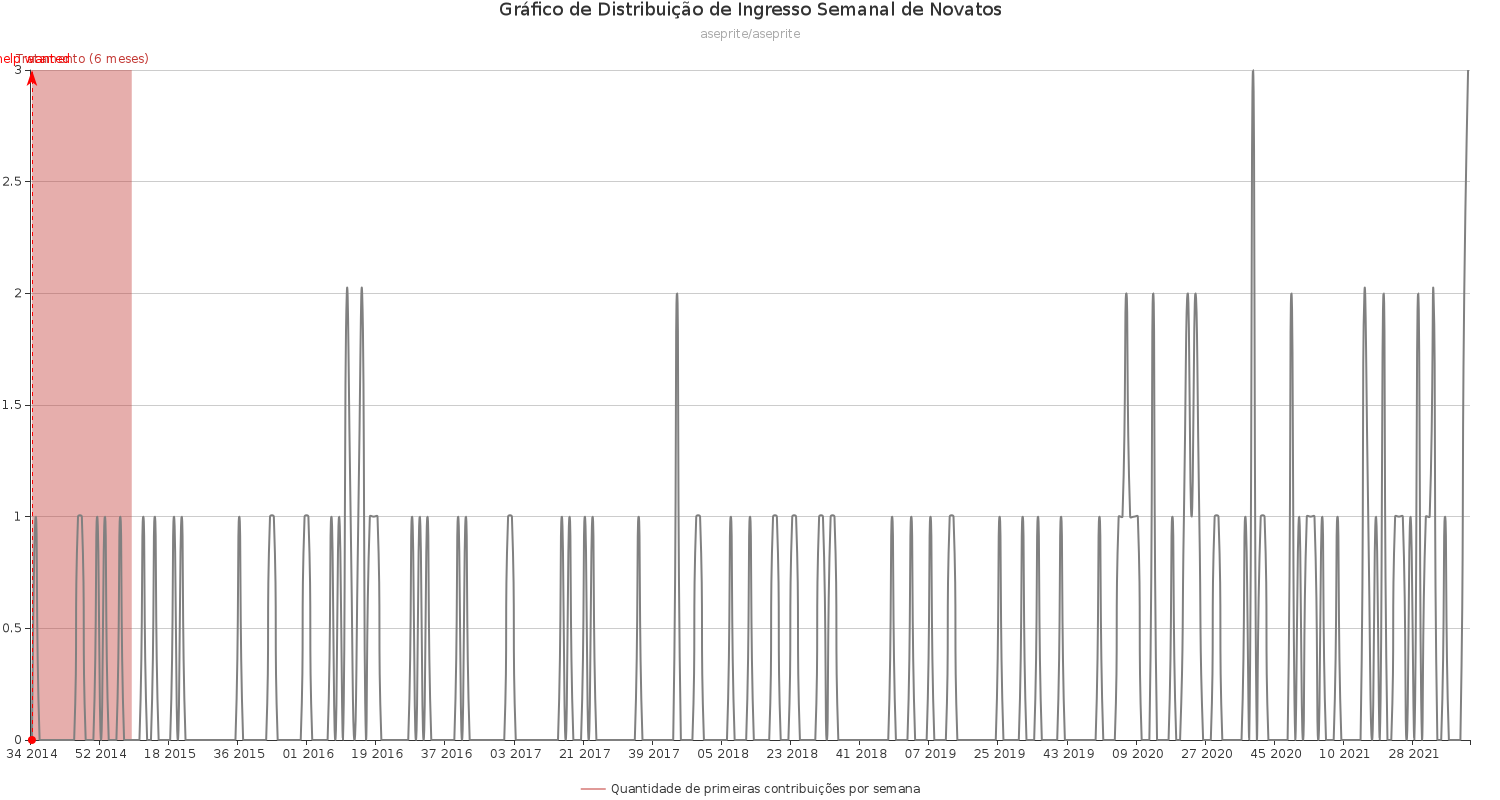 Gráfico de Distribuição de Ingresso Semanal de Novatos
aseprite/aseprite
help wanted
Tratamento (6 meses)
3
2.5
2
1.5
1
0.5
0
34 2014 52 2014 18 2015 36 2015 01 2016 19 2016 37 2016 03 2017 21 2017 39 2017 05 2018 23 2018 41 2018 07 2019 25 2019 43 2019 09 2020 27 2020 45 2020 10 2021 28 2021
Quantidade de primeiras contribuições por semana